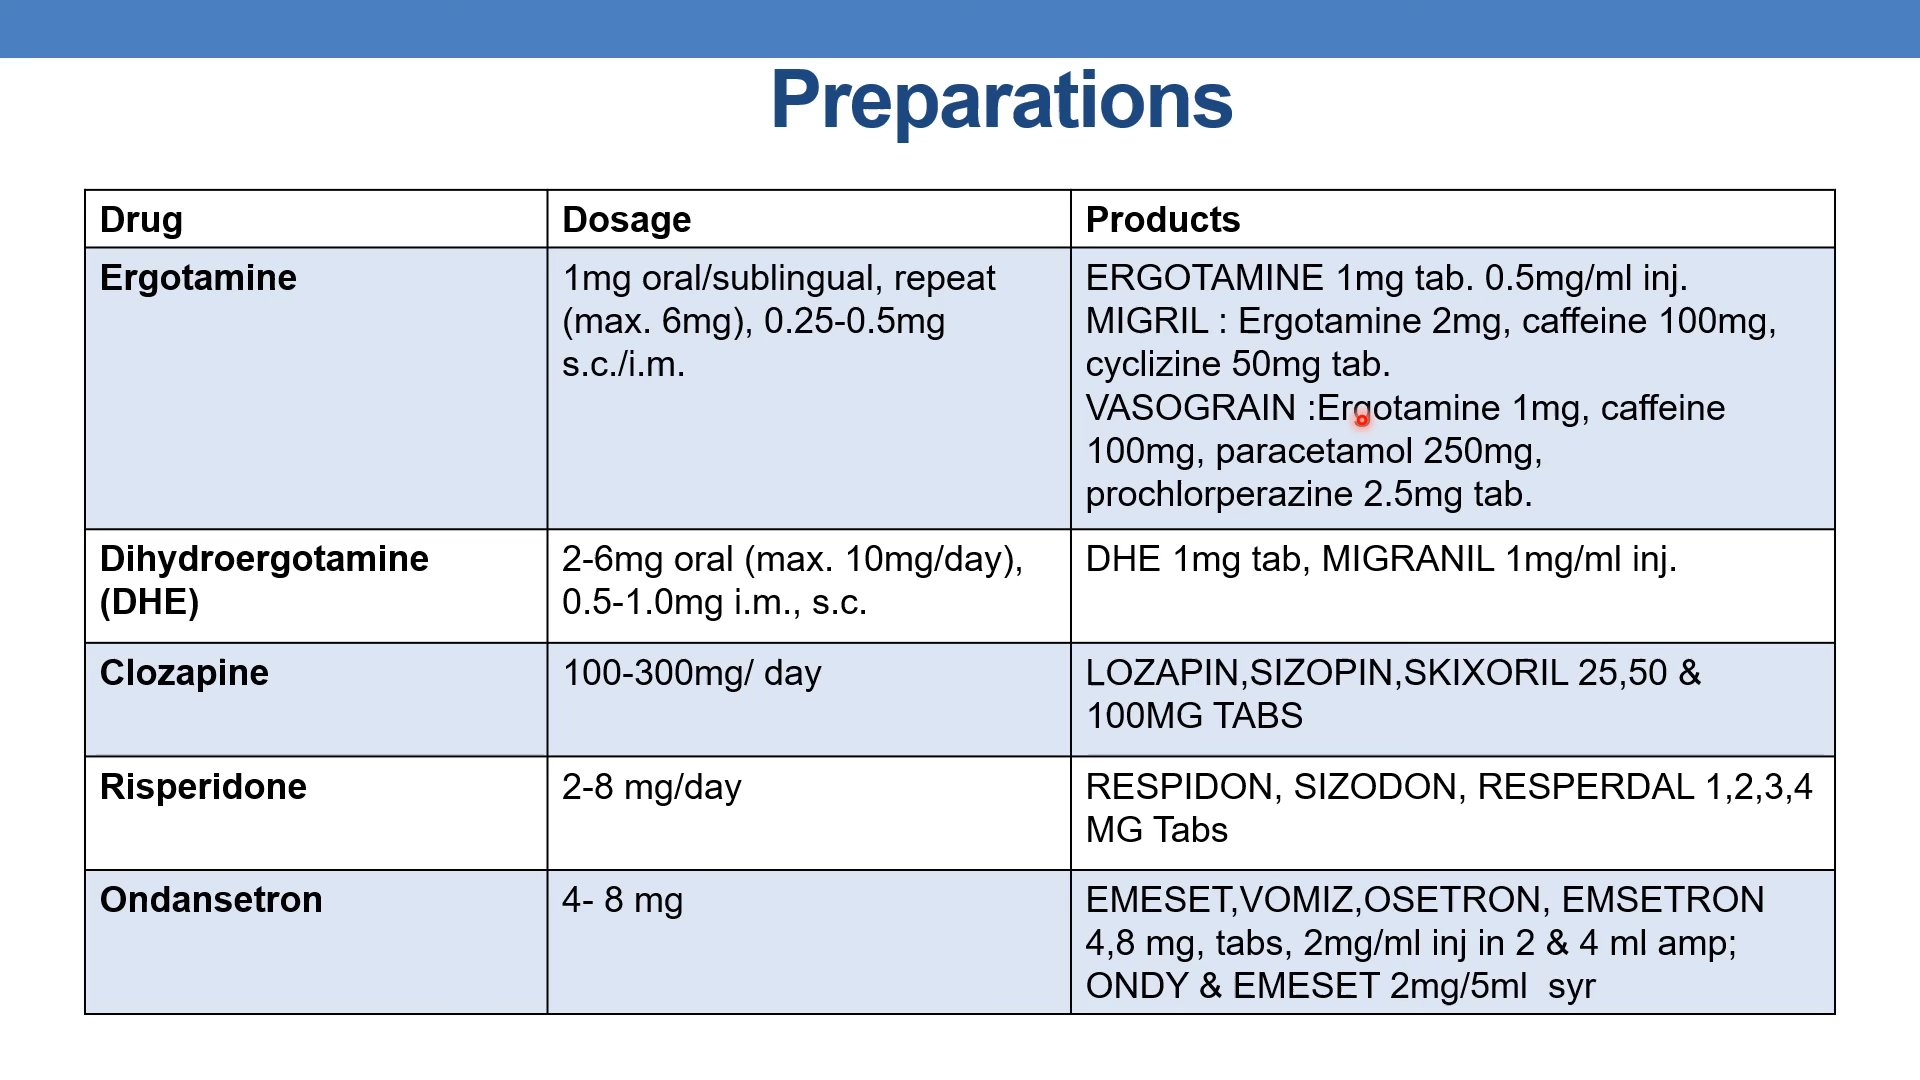 Preparations
Drug
Dosage
Products
Ergotamine
1mg oral/sublingual, repeat
(max. 6mg), 0.25-0.5mg
s.c./i.m.
ERGOTAMINE 1mg tab. 0.5mg/ml inj.
MIGRIL : Ergotamine 2mg, caffeine 100mg,
cyclizine 50mg tab.
VASOGRAIN :Ergotamine 1mg, caffeine
100mg, paracetamol 250mg,
prochlorperazine 2.5mg tab.
Dihydroergotamine
(DHE)
2-6mg oral (max. 10mg/day),
0.5-1.0mg i.m., s.c.
DHE 1mg tab, MIGRANIL 1mg/ml inj.
Clozapine
100-300mg/ day
LOZAPIN,SIZOPIN,SKIXORIL 25,50 &
100MG TABS
Risperidone
2-8 mg/day
RESPIDON, SIZODON, RESPERDAL 1,2,3,4
MG Tabs
Ondansetron
4- 8 mg
EMESET,VOMIZ,OSETRON, EMSETRON
4,8 mg, tabs, 2mg/ml inj in 2 & 4 ml amp;
ONDY & EMESET 2mg/5ml  syr